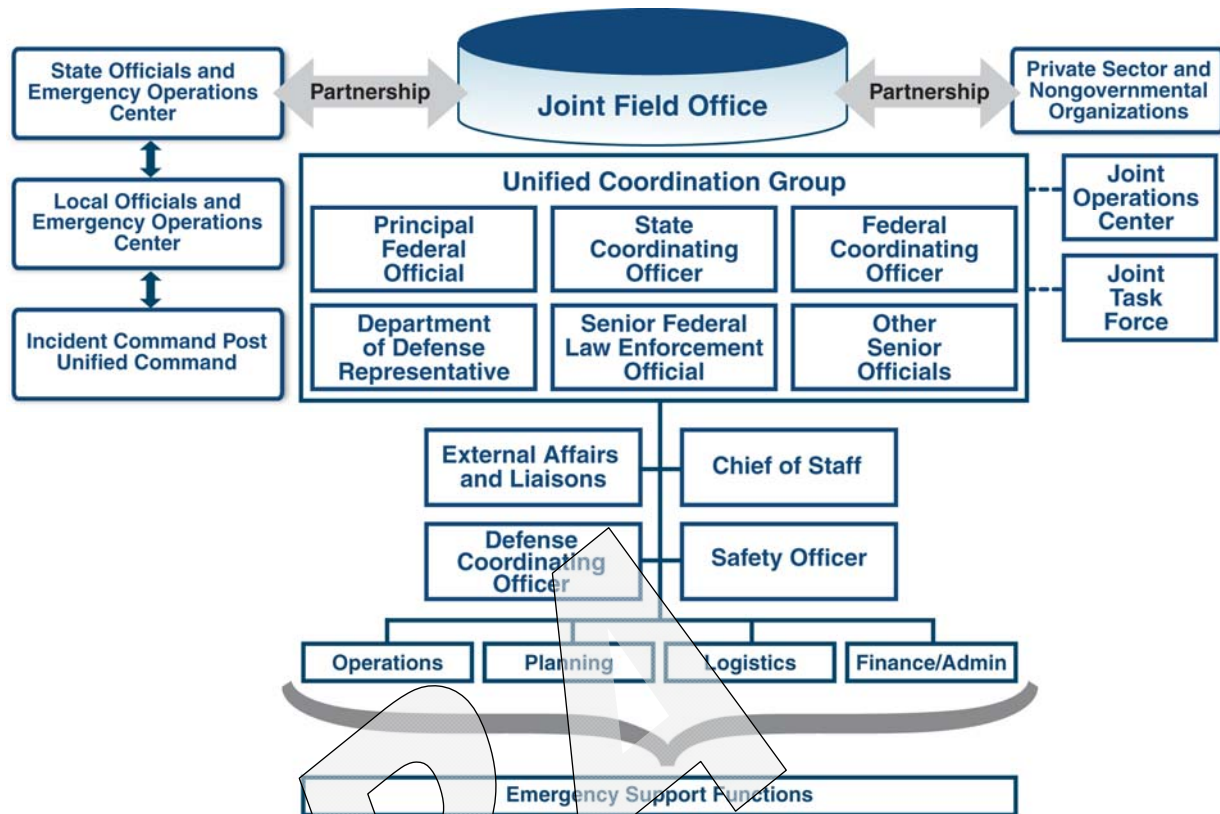 State Officials and
Emergency Operations
Center
Partnership
Joint Field Office
Partnership
Private Sector and
Nongovernmental
Organizations
Local Officials and
Emergency Operations
Center
Incident Command Post
Unified Command
Unified Coordination Group
Principal
Federal
Official
State
Coordinating
Officer
Federal
Coordinating
Officer
Department
of Defense
Representative
Senior Federal
Law Enforcement
Official
Other
Senior
Officials
Joint
Operations
Center
Joint
Task
Force
External Affairs
and Liaisons
Chief of Staff
Defense
Coordinating
Officer
Safety Officer
Operations
Planning
Logistics
Finance/Admin
Emergency Support Functions